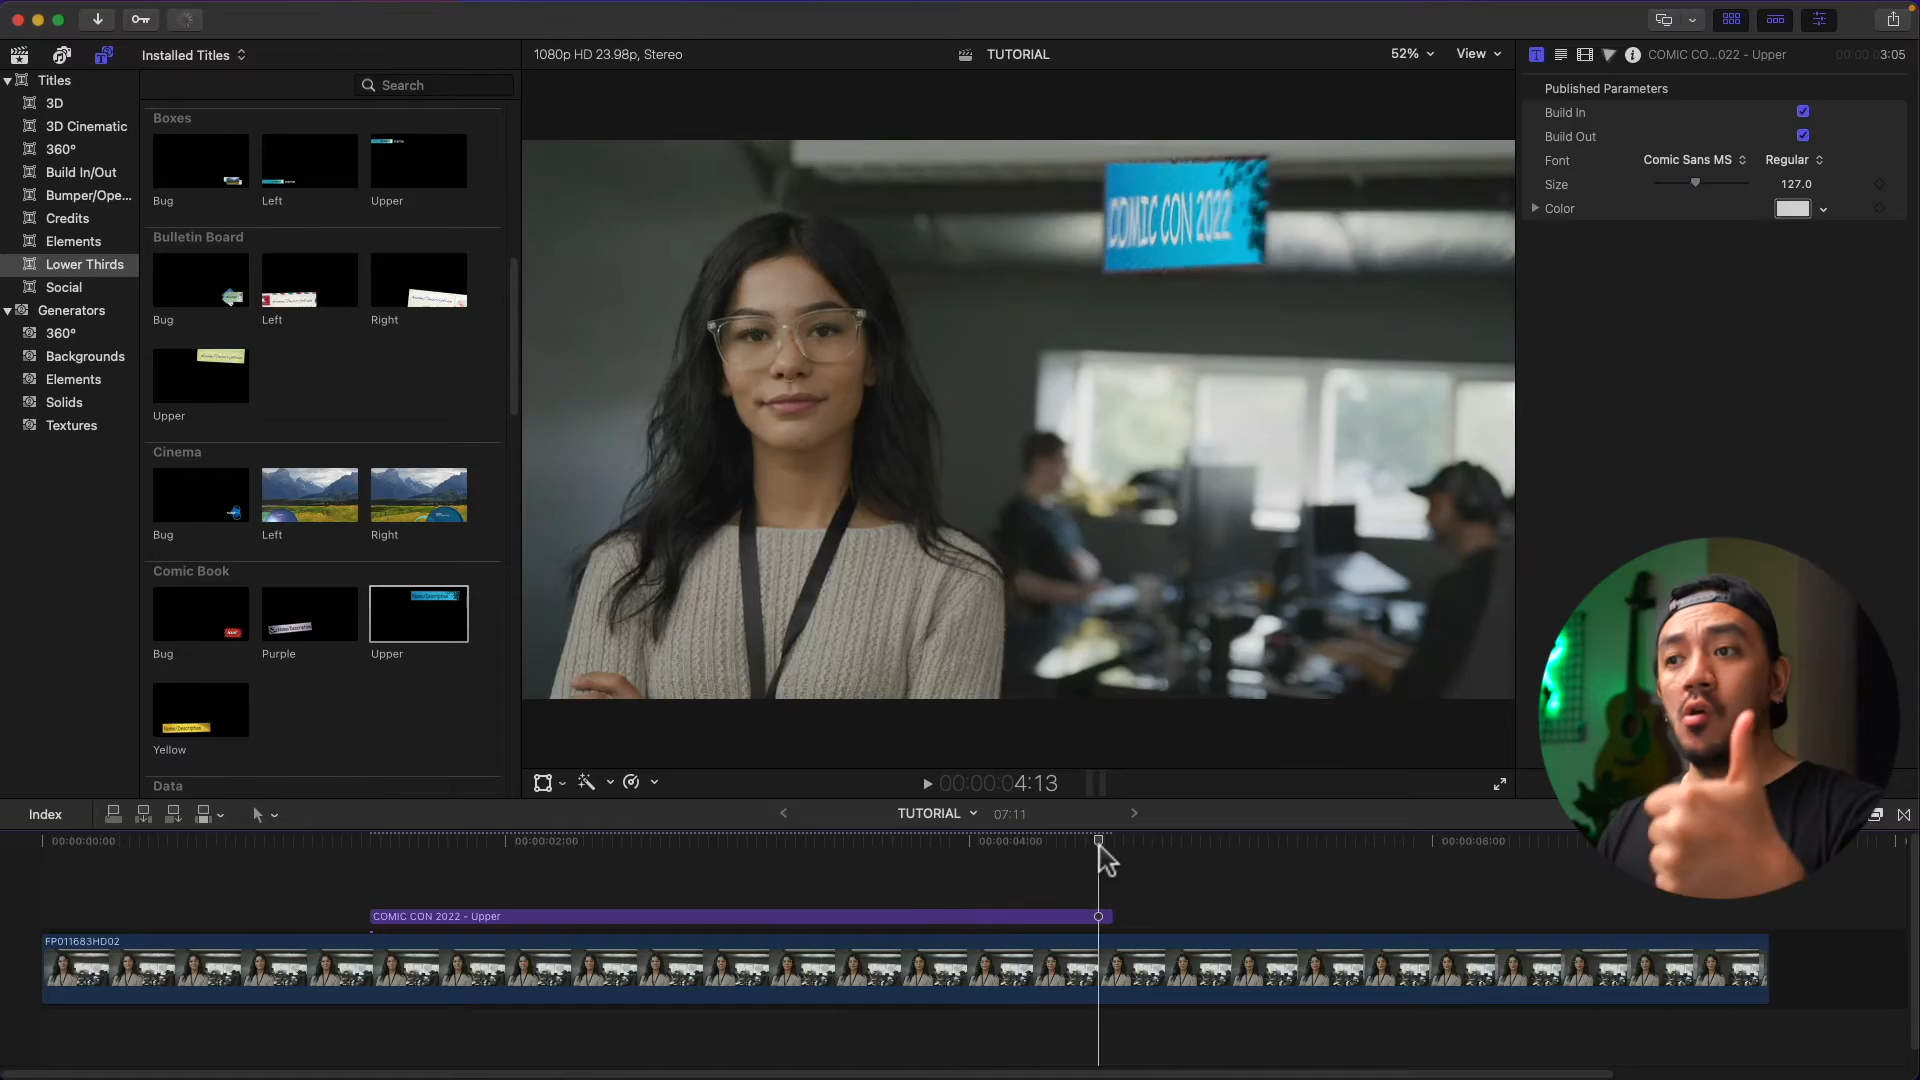 Installed Titles
1080p HD 23.98p, Stereo
TUTORIAL
52%
View
COMIC CO...022 - Upper
00:00:03:05
Titles
3D
3D Cinematic
360°
Build In/Out
Bumper/Ope...
Credits
Elements
Lower Thirds
Social
Generators
360°
Backgrounds
Elements
Solids
Textures
Search
Boxes
Bug
Left
Upper
Bulletin Board
Bug
Left
Right
Upper
Cinema
Bug
Left
Right
Comic Book
Bug
Purple
Upper
Name/Description
Yellow
Data
COMIC CON 2022
Published Parameters
Build In
Build Out
Font
Comic Sans MS
Regular
Size
127.0
Color
00:00:04:13
Index
TUTORIAL
07:11
00:00:00:00
00:00:02:00
00:00:04:00
00:00:06:00
COMIC CON 2022 - Upper
FP011683HD02